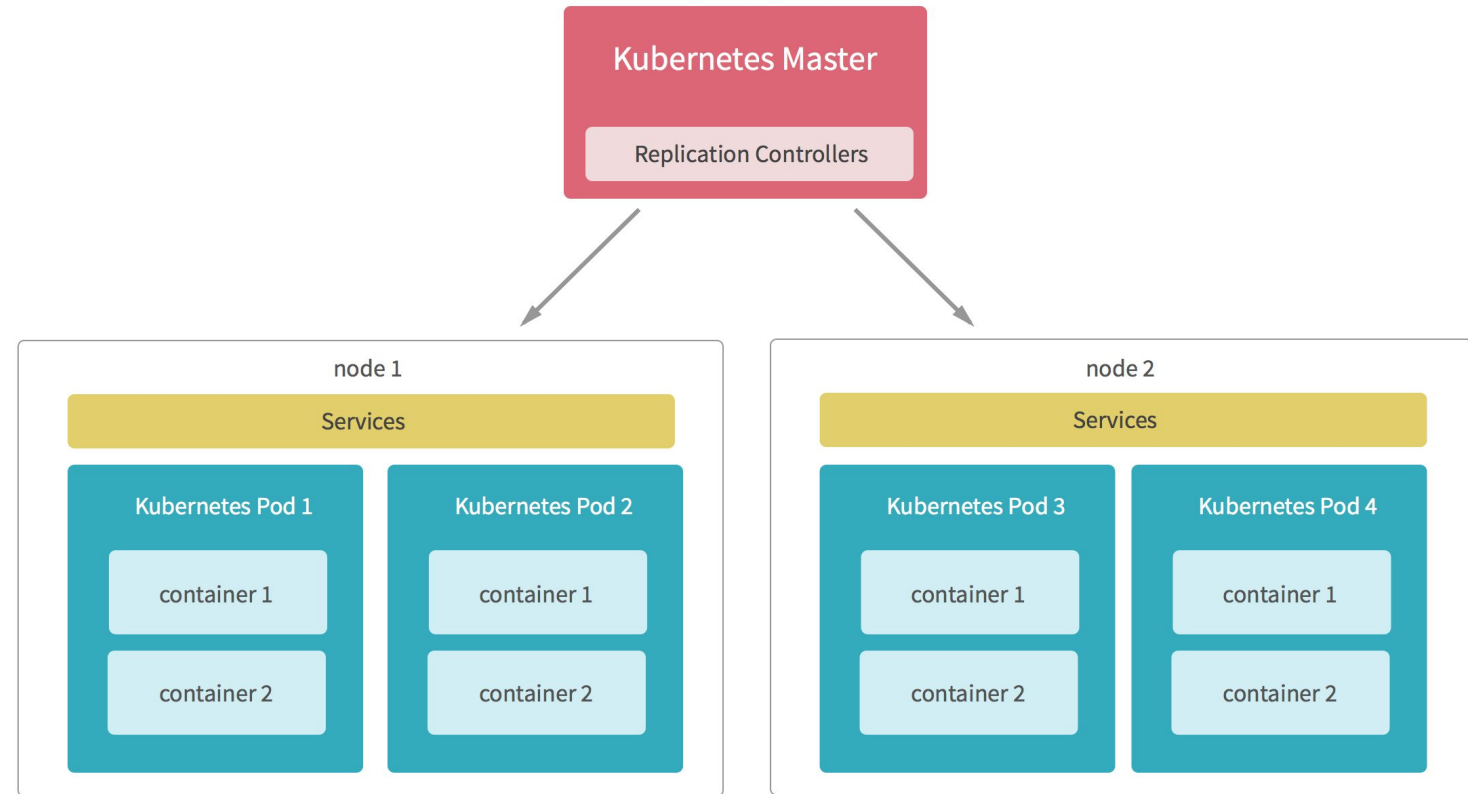 Kubernetes Master
Replication Controllers
node 1
Services
Kubernetes Pod 1
container 1
container 2
Kubernetes Pod 2
container 1
container 2
node 2
Services
Kubernetes Pod 3
container 1
container 2
Kubernetes Pod 4
container 1
container 2